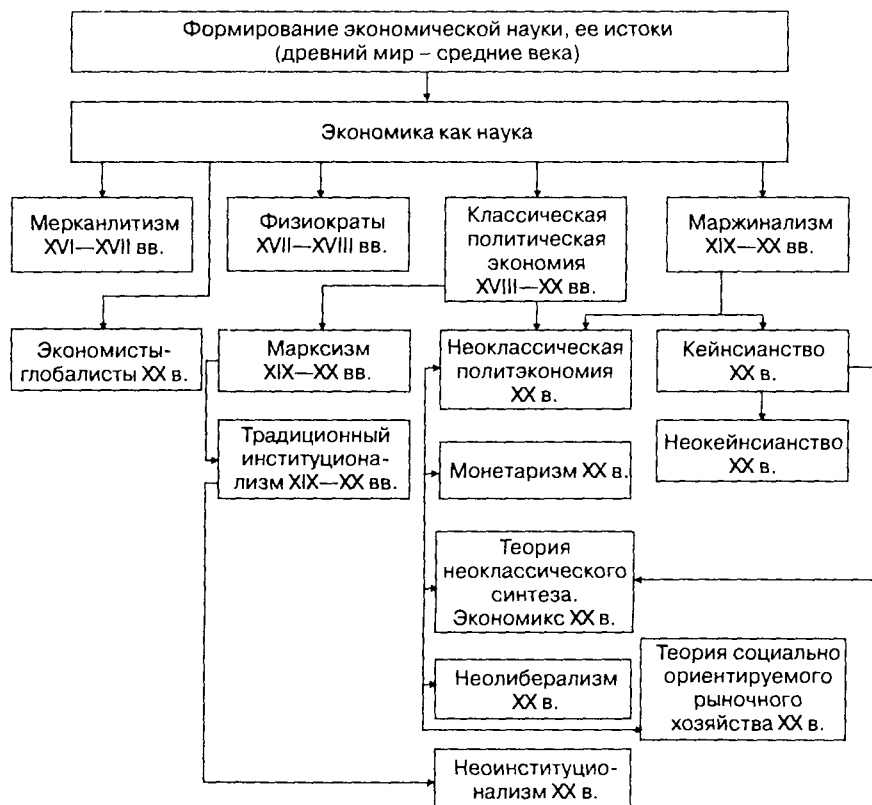 Формирование экономической науки, ее истоки
(древний мир – средние века)
Экономика как наука
Мерканлитизм
XVI—XVII вв.
Физиократы
XVII—XVIII вв.
Классическая
политическая
экономия
XVIII—XX вв.
Маржинализм
XIX—XX вв.
Экономисты-
глобалисты XX в.
Марксизм
XIX—XX вв.
Неоклассическая
политэкономия
XX в.
Кейнсианство
XX в.
Традиционный
институциона-
лизм XIX—XX вв.
Монетаризм XX в.
Неокейнсианство
XX в.
Теория
неоклассического
синтеза.
Экономикс XX в.
Неолиберализм
XX в.
Теория социально
ориентируемого
рыночного
хозяйства XX в.
Неоинституцио-
нализм XX в.